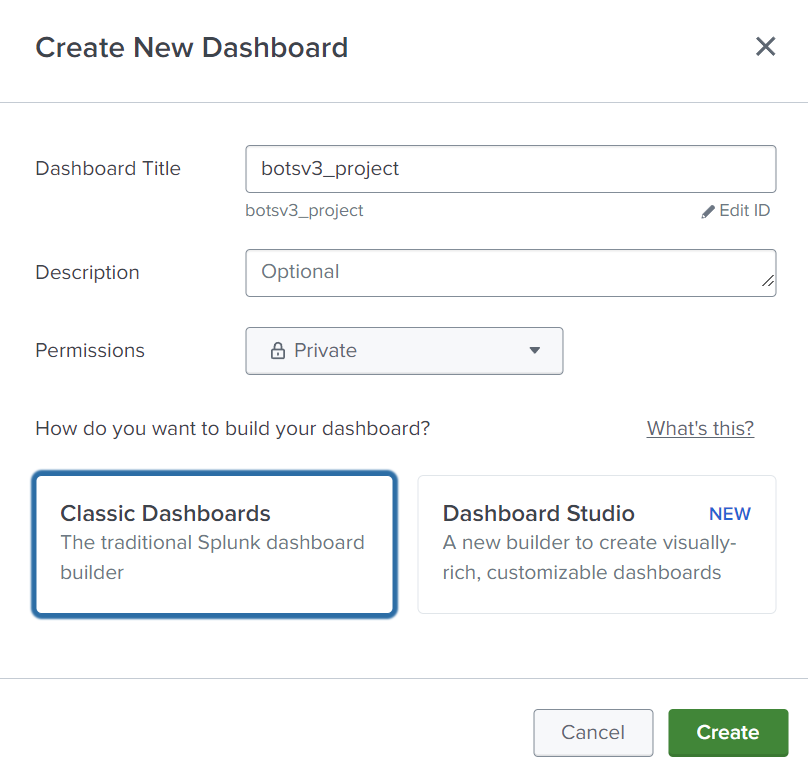 Create New Dashboard
Dashboard Title
botsv3_project
botsv3_project
Edit ID
Description
Optional
Permissions
Private
How do you want to build your dashboard?
What's this?
Classic Dashboards
The traditional Splunk dashboard
builder
Dashboard Studio
NEW
A new builder to create visually-
rich, customizable dashboards
Cancel
Create